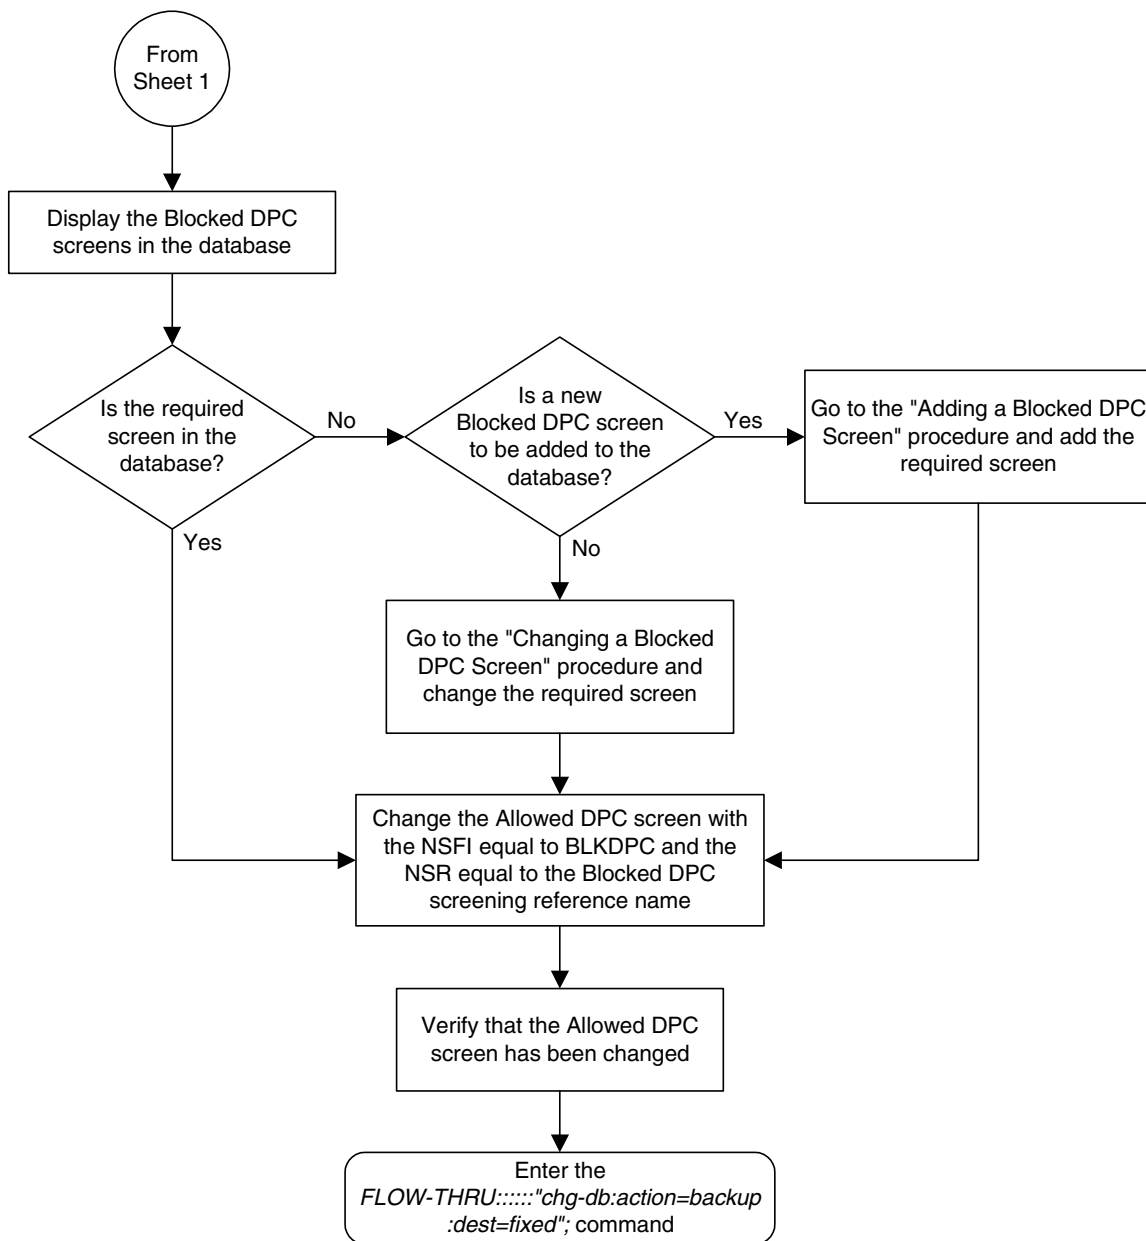 From
Sheet 1
Display the Blocked DPC
screens in the database
Is the required
screen in the
database?
No
Yes
Is a new
Blocked DPC screen
to be added to the
database?
Yes
No
Go to the "Adding a Blocked DPC
Screen" procedure and add the
required screen
Go to the "Changing a Blocked
DPC Screen" procedure and
change the required screen
Change the Allowed DPC screen with
the NSFI equal to BLKDPC and the
NSR equal to the Blocked DPC
screening reference name
Verify that the Allowed DPC
screen has been changed
Enter the
FLOW-THRU::::::"chg-db:action=backup
:dest=fixed"; command